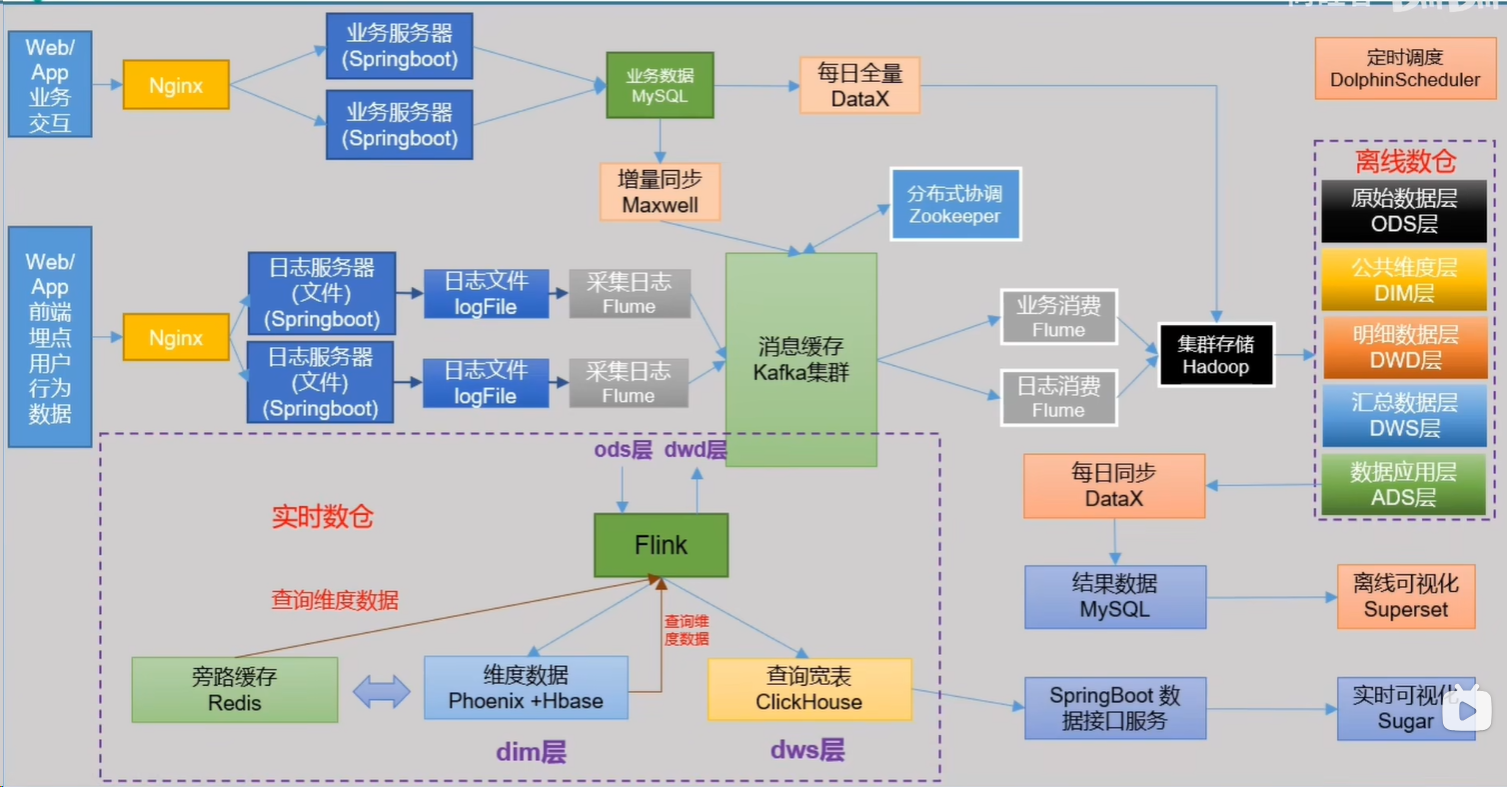 Web/
App
业务
交互
Nginx
业务服务器
(Springboot)
业务服务器
(Springboot)
业务数据
MySQL
每日全量
DataX
定时调度
DolphinScheduler
增量同步
Maxwell
分布式协调
Zookeeper
Web/
App
前端
埋点
用户
行为
数据
Nginx
日志服务器
(文件)
(Springboot)
日志文件
logFile
采集日志
Flume
日志服务器
(文件)
(Springboot)
日志文件
logFile
采集日志
Flume
消息缓存
Kafka集群
业务消费
Flume
日志消费
Flume
集群存储
Hadoop
离线数仓
原始数据层
ODS层
公共维度层
DIM层
明细数据层
DWD层
汇总数据层
DWS层
数据应用层
ADS层
每日同步
DataX
结果数据
MySQL
离线可视化
Superset
ods层 dwd层
实时数仓
Flink
查询维度数据
查询维
度数据
旁路缓存
Redis
维度数据
Phoenix +Hbase
查询宽表
ClickHouse
dim层
dws层
SpringBoot 数
据接口服务
实时可视化
Sugar